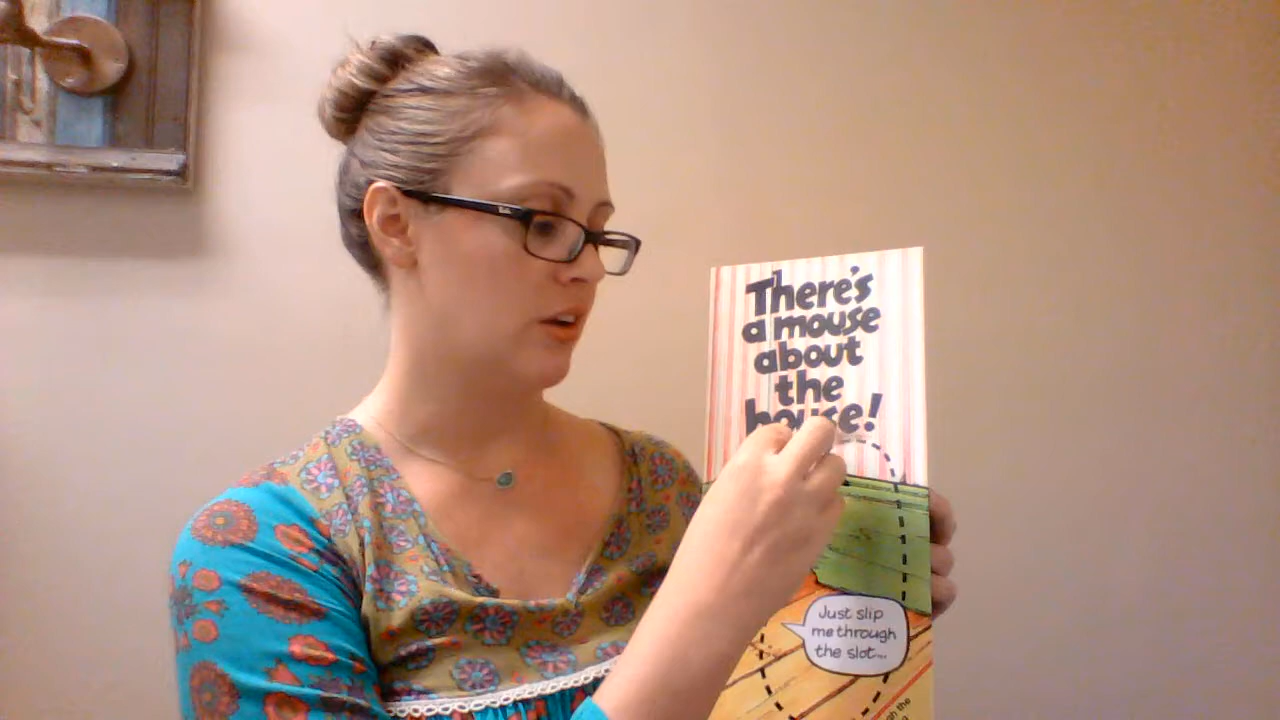 There's
a mouse
about
the
house!
Just slip
me through
the slot...